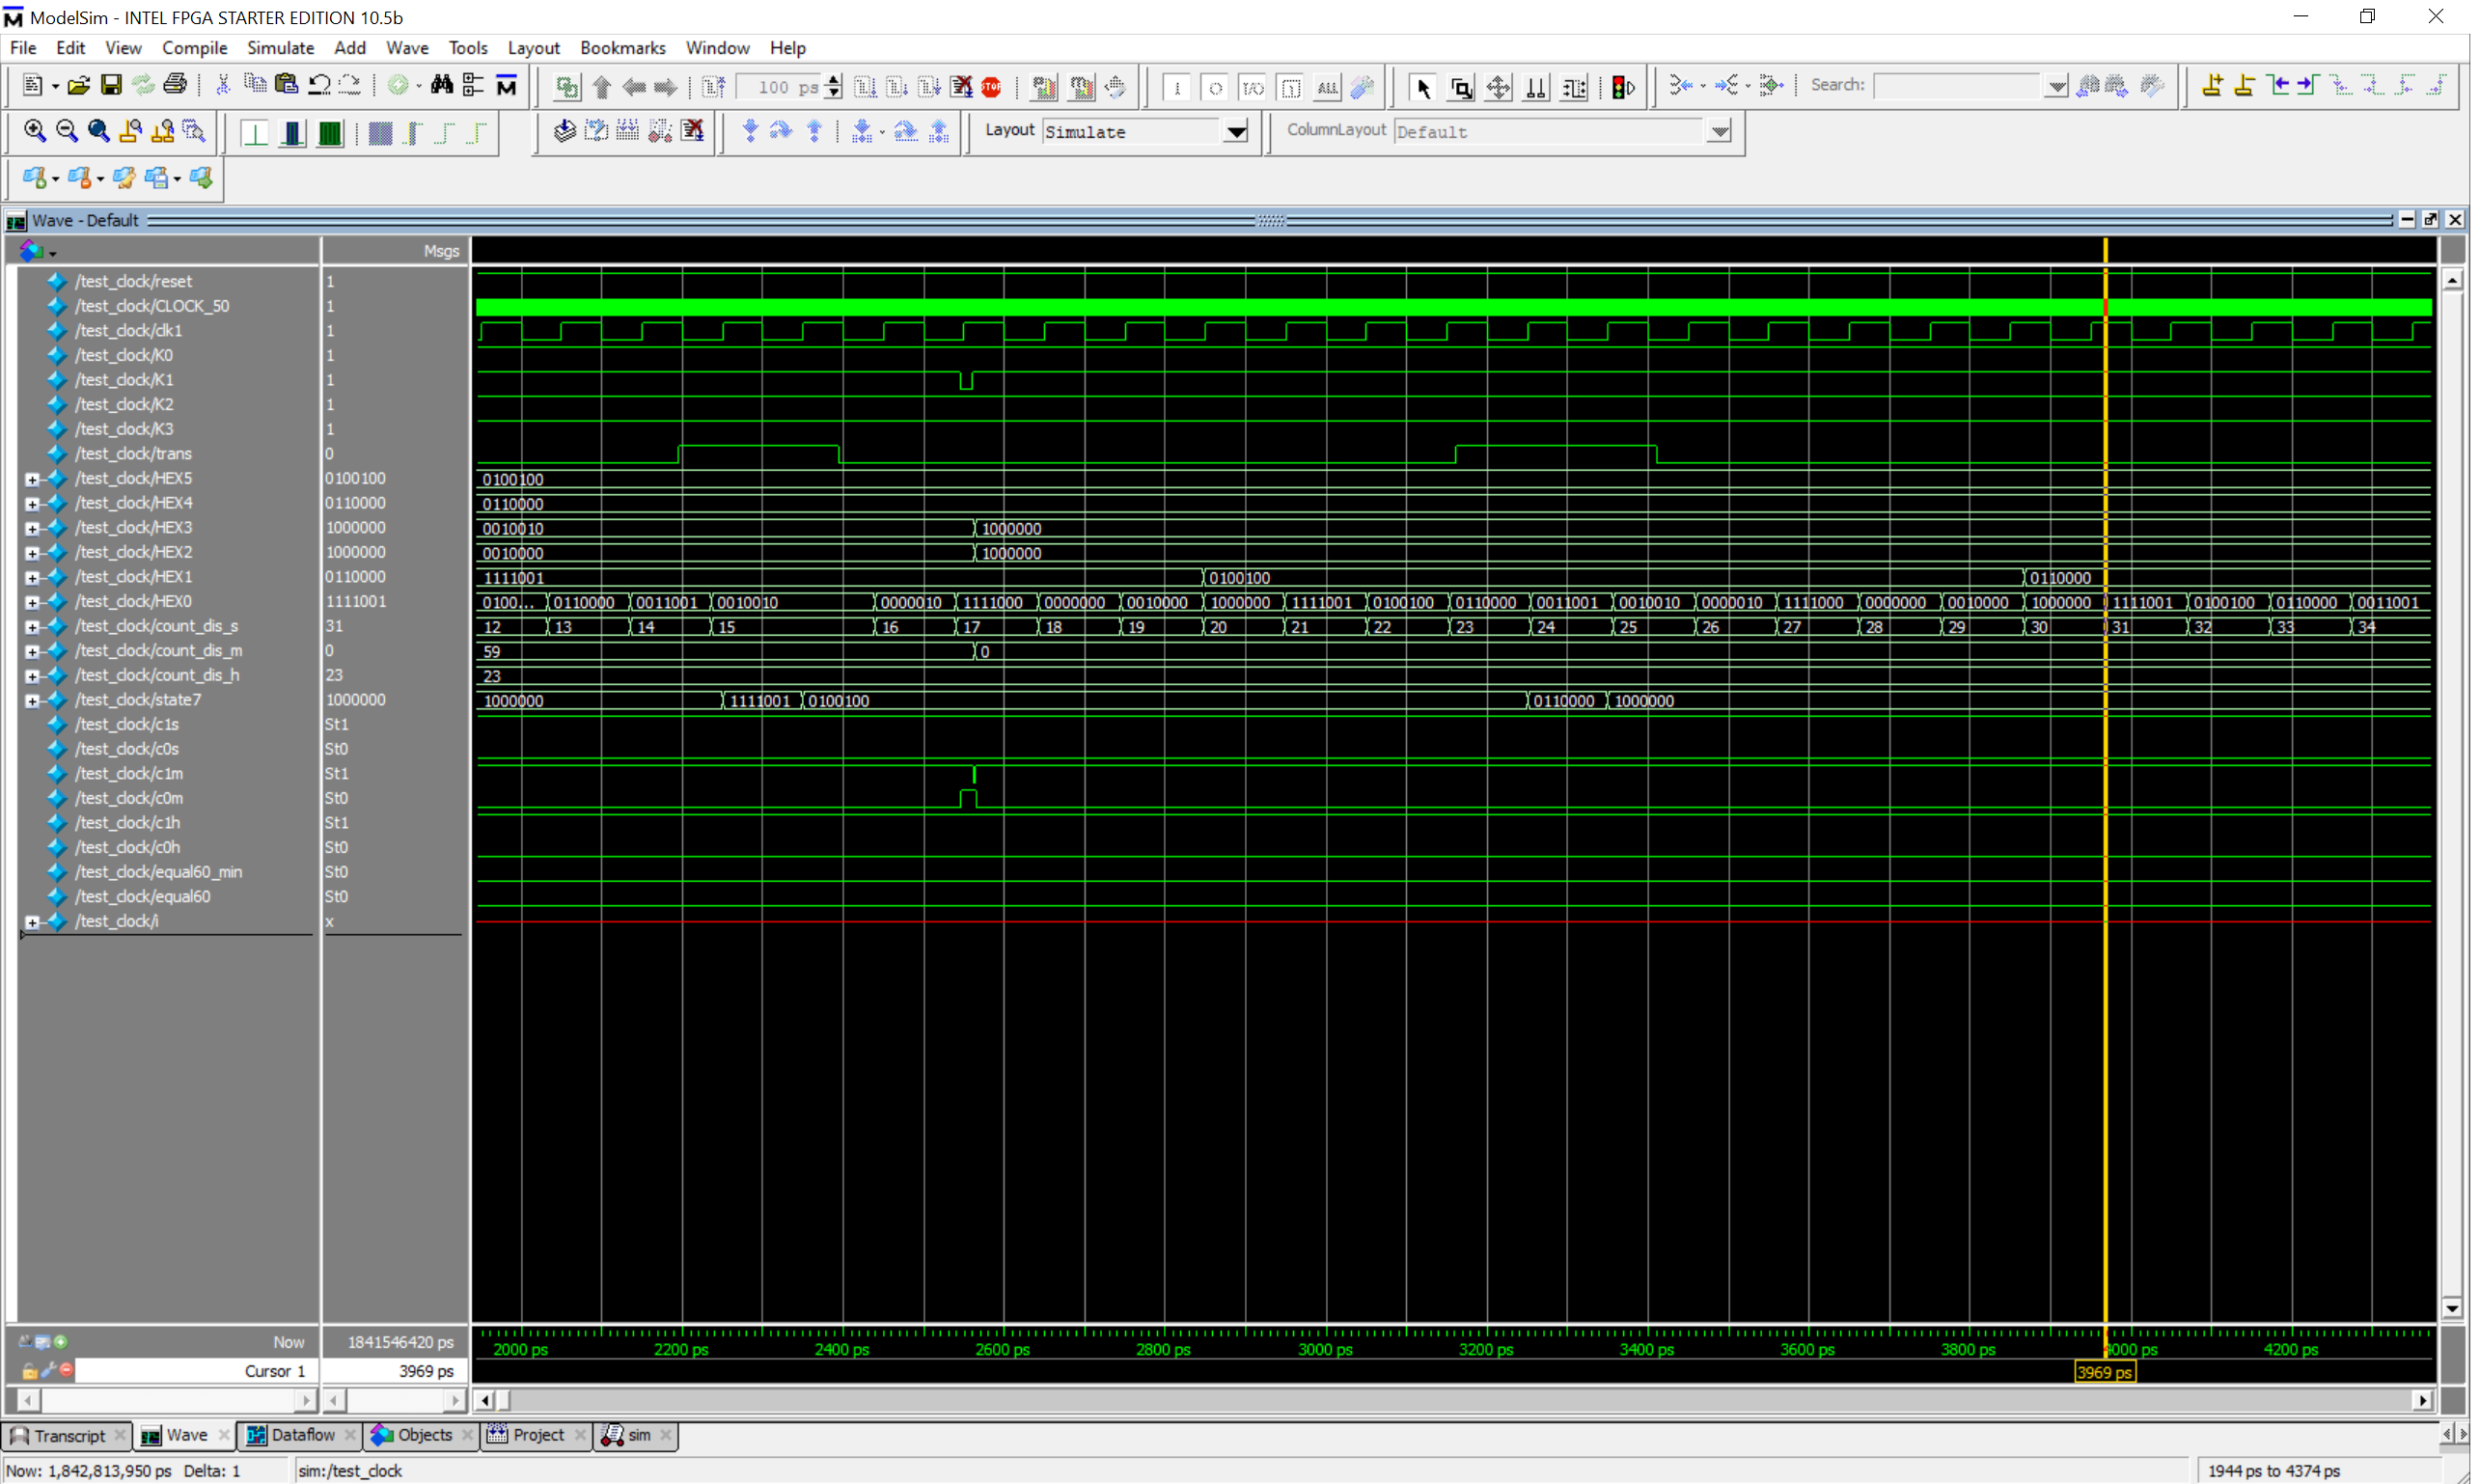 ModelSim - INTEL FPGA STARTER EDITION 10.5b
File Edit View Compile Simulate Add Wave Tools Layout Bookmarks Window Help
100 ps
Search:
Layout Simulate
ColumnLayout Default
Wave - Default
Msgs
/test_clock/reset 1
/test_clock/CLOCK_50 1
/test_clock/clk1 1
/test_clock/K0 1
/test_clock/K1 1
/test_clock/K2 1
/test_clock/K3 1
/test_clock/trans 0
/test_clock/HEX5 0100100 0100100
/test_clock/HEX4 0110000 0110000
/test_clock/HEX3 1000000 0010010 1000000
/test_clock/HEX2 1000000 0010000 1000000
/test_clock/HEX1 0110000 1111001 0100100 0110000
/test_clock/HEX0 1111001 0100... 0110000 0011001 0010010 0000010 1111000 0000000 0010000 1000000 1111001 0100100 0110000 0011001 0010010 0000010 1111000 0000000 0010000 1000000 1111001 0100100 0110000 0011001
/test_clock/count_dis_s 31 12 13 14 15 16 17 18 19 20 21 22 23 24 25 26 27 28 29 30 31 32 33 34
/test_clock/count_dis_m 0 59 0
/test_clock/count_dis_h 23 23
/test_clock/state7 1000000 1000000 1111001 0100100 0110000 1000000
/test_clock/c1s St1
/test_clock/c0s St0
/test_clock/c1m St1
/test_clock/c0m St0
/test_clock/c1h St1
/test_clock/c0h St0
/test_clock/equal60_min St0
/test_clock/equal60 St0
/test_clock/i x
Now 1841546420 ps 2000 ps 2200 ps 2400 ps 2600 ps 2800 ps 3000 ps 3200 ps 3400 ps 3600 ps 3800 ps 4000 ps 4200 ps
Cursor 1 3969 ps 3969 ps
Transcript Wave Dataflow Objects Project sim
Now: 1,842,813,950 ps Delta: 1 sim:/test_clock 1944 ps to 4374 ps